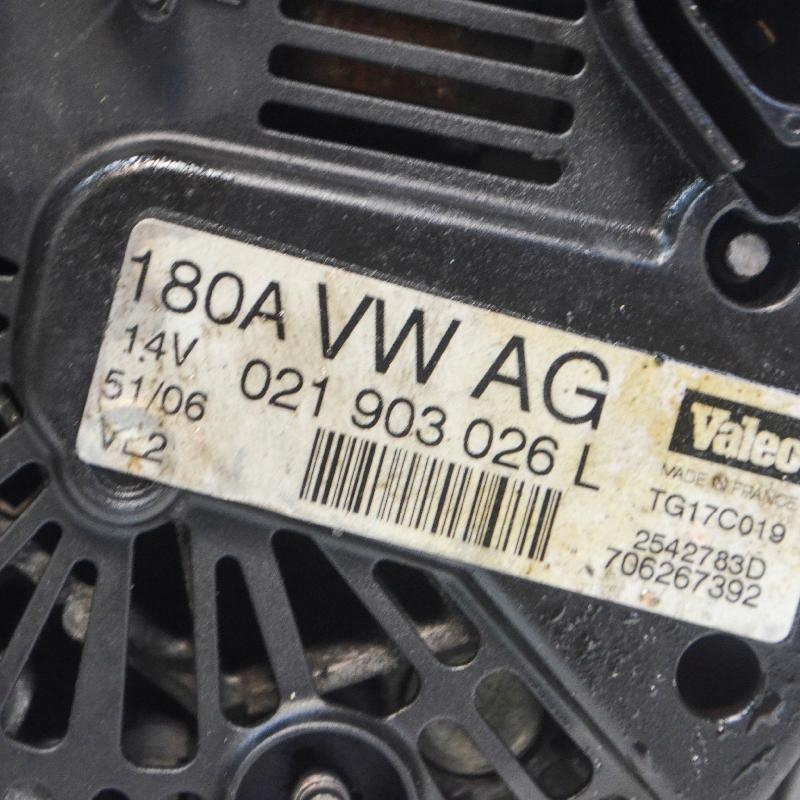 180A VW AG
14V
021 903 026 L
51/06
Valeo
MADE IN FRANCE
TG17C019
2542783D
706267392